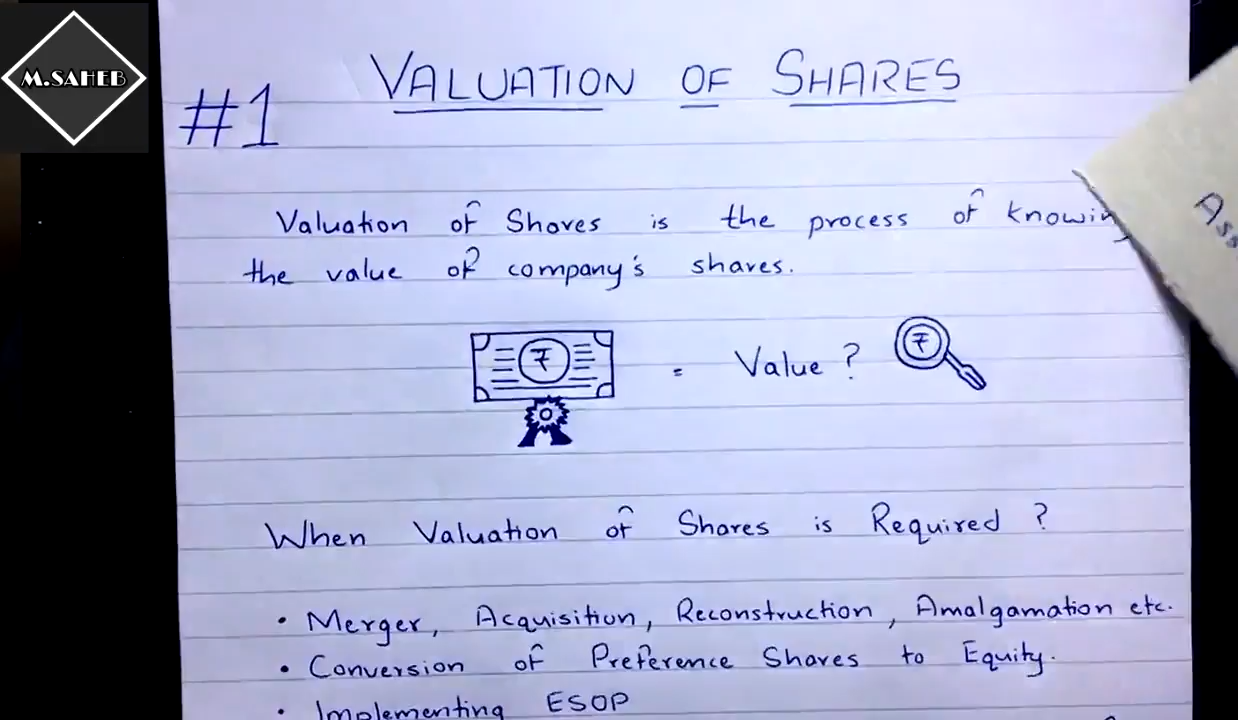 M.SAHEB
VALUATION OF SHARES
#1
Valuation of Shares is the process of knowing
the value of company's shares.
₹ = Value ? ₹
When Valuation of Shares is Required ?
• Merger, Acquisition, Reconstruction, Amalgamation etc.
• Conversion of Preference Shares to Equity.
• Implementing ESOP